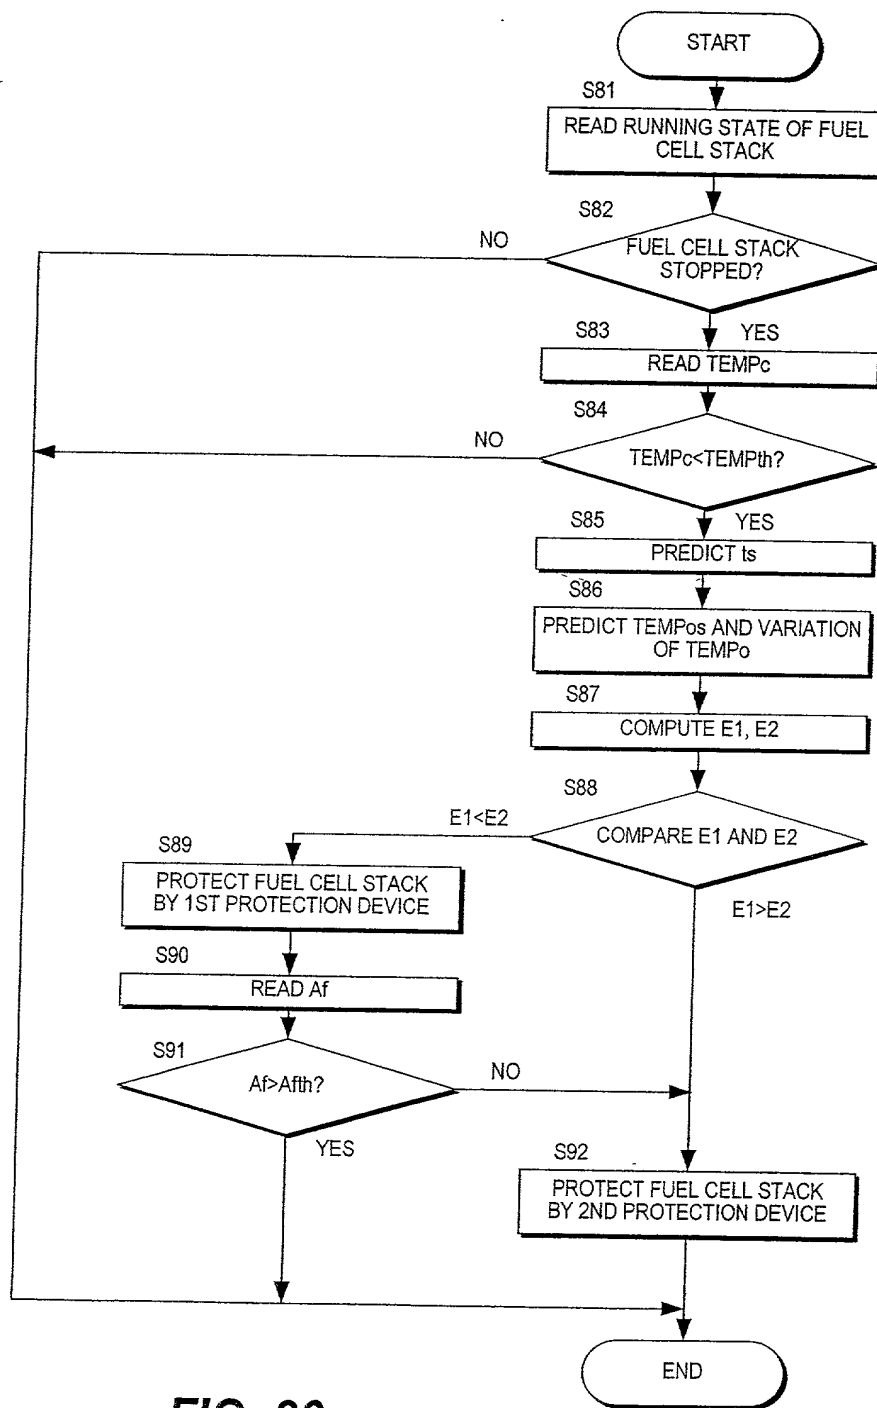 START
S81
READ RUNNING STATE OF FUEL
CELL STACK
S82
NO
FUEL CELL STACK
STOPPED?
S83
YES
READ TEMPc
S84
NO
TEMPc<TEMPth?
S85
YES
PREDICT ts
S86
PREDICT TEMPos AND VARIATION
OF TEMPo
S87
COMPUTE E1, E2
S88
E1<E2
COMPARE E1 AND E2
S89
PROTECT FUEL CELL STACK
BY 1ST PROTECTION DEVICE
E1>E2
S90
READ Af
S91
Af>Afth?
NO
YES
S92
PROTECT FUEL CELL STACK
BY 2ND PROTECTION DEVICE
END
FIG.